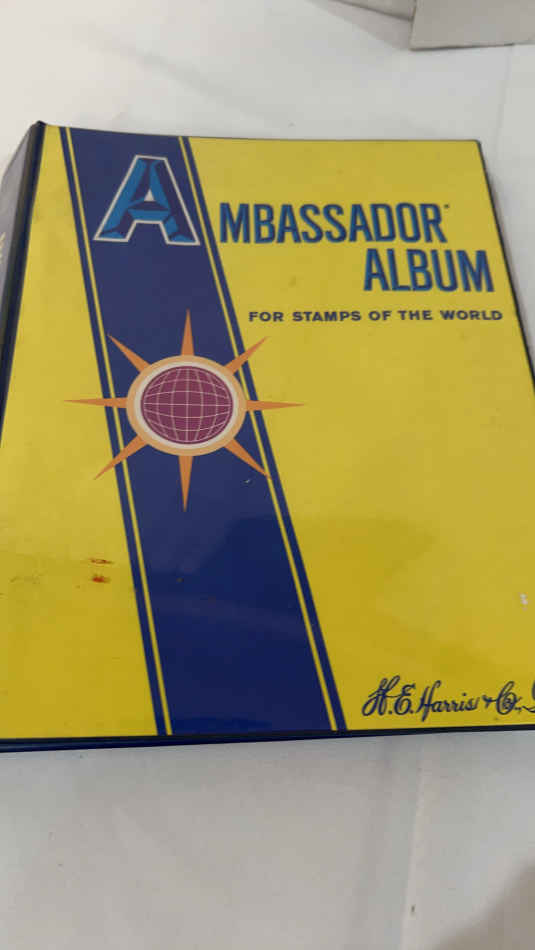 AMBASSADOR
ALBUM
FOR STAMPS OF THE WORLD
H.E. Harris & Co.,